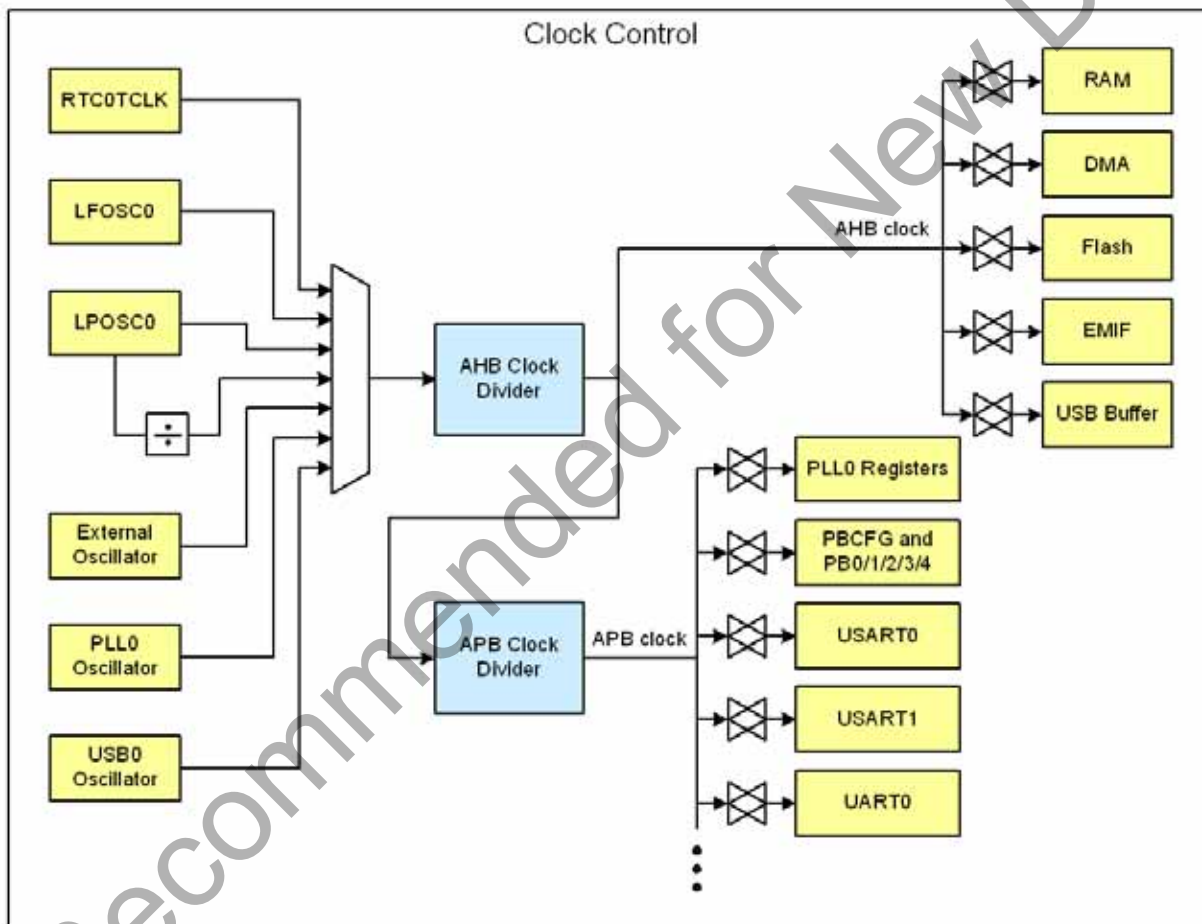 Clock Control
RTC0TCLK
LFOSC0
LPOSC0
÷
External
Oscillator
PLL0
Oscillator
USB0
Oscillator
AHB Clock
Divider
APB Clock
Divider
AHB clock
RAM
DMA
Flash
EMIF
USB Buffer
APB clock
PLL0 Registers
PBCFG and
PB0/1/2/3/4
USART0
USART1
UART0
Recommended for New D